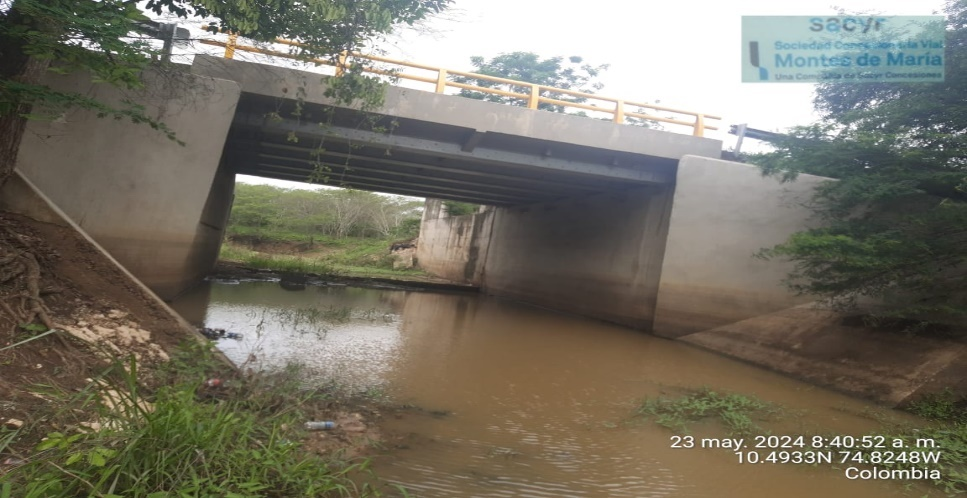 sacyr
Sociedad Concesionaria Vial
Montes de María
Una Compañía de Sacyr Concesiones
23 may. 2024 8:40:52 a. m.
10.4933N 74.8248W
Colombia